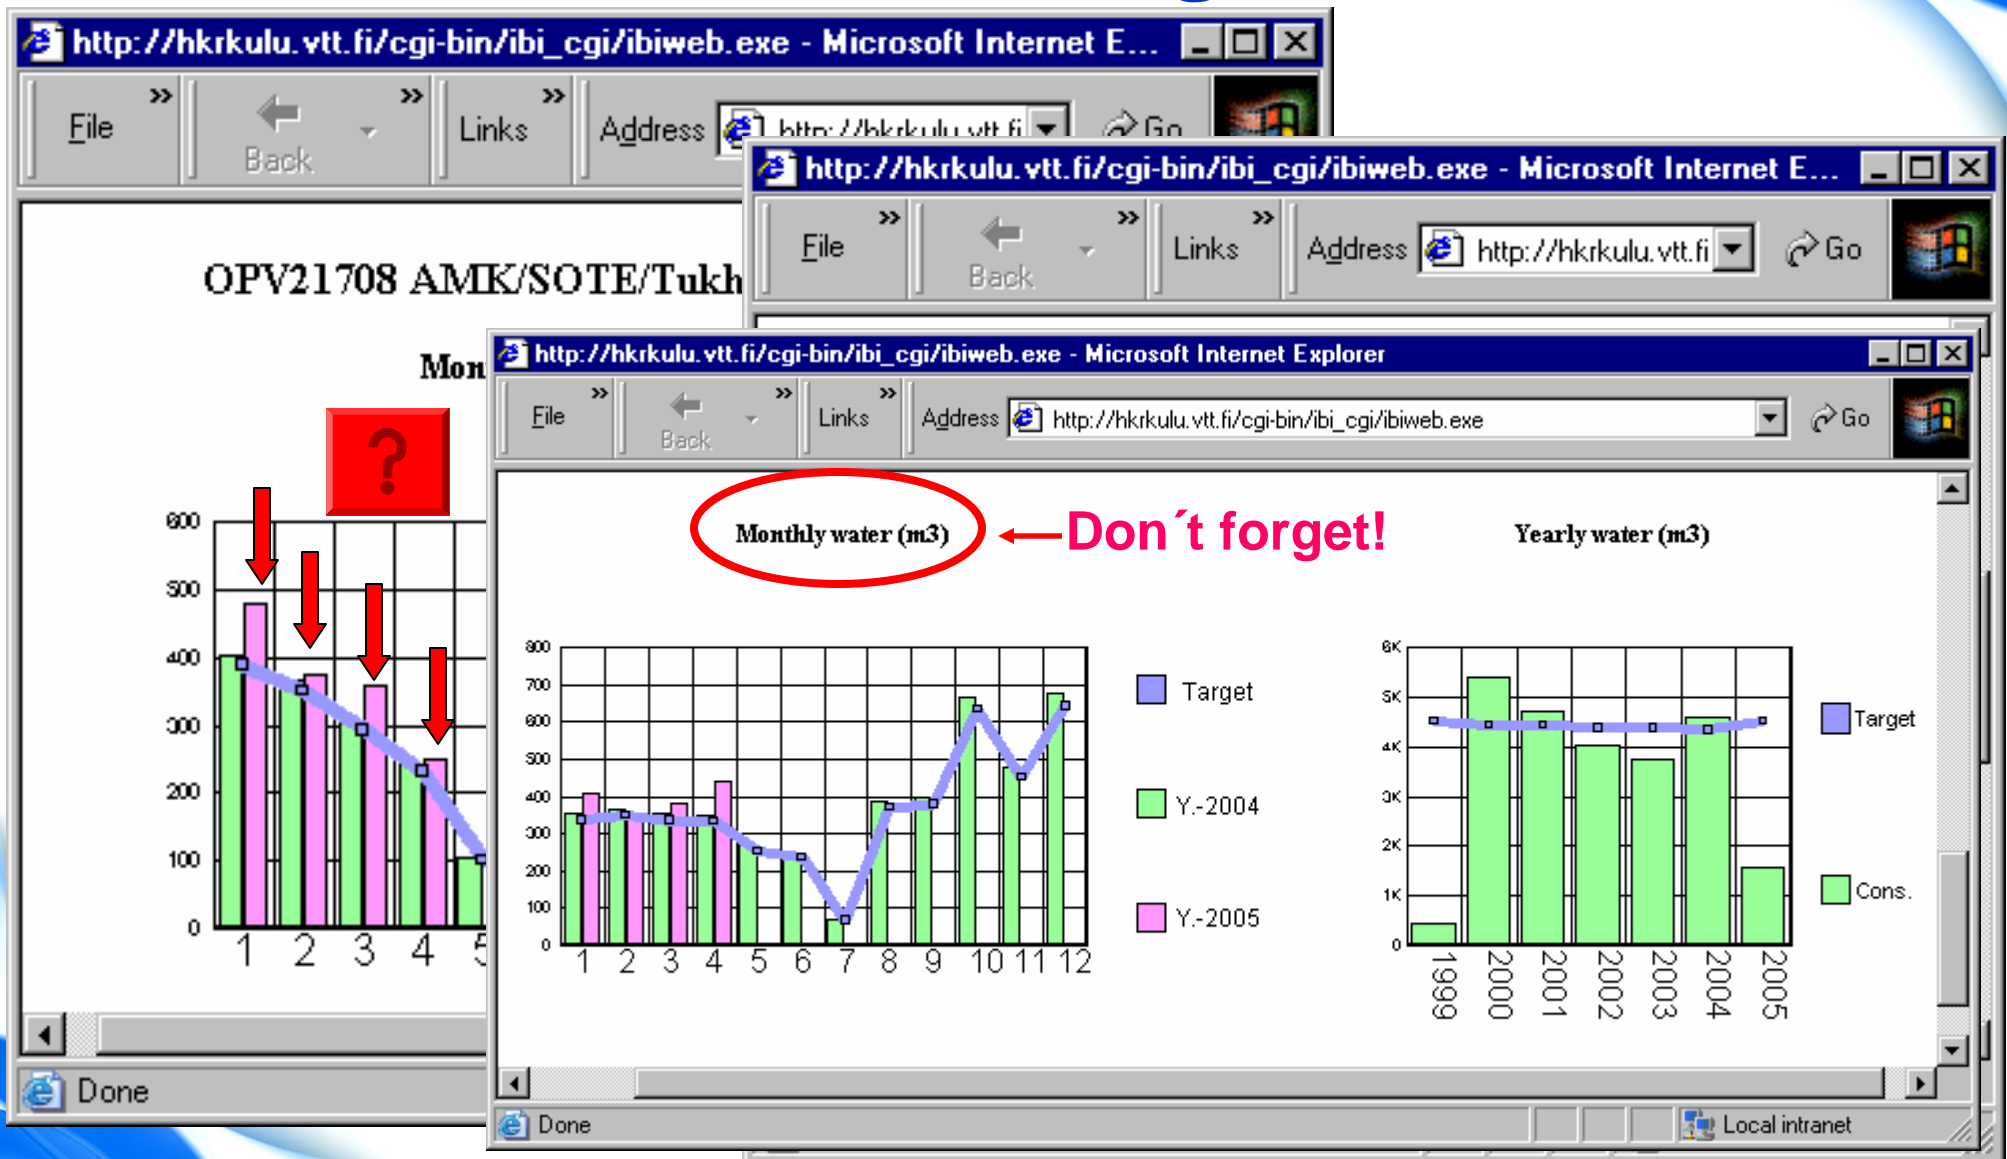 http://hkrkulu.vtt.fi/cgi-bin/ibi_cgi/ibiweb.exe - Microsoft Internet E...
File » Back » Links » Address http://hkrkulu.vtt.fi Go
OPV21708 AMK/SOTE/Tukh
Mon
?
600
500
400
300
200
100
0
1 2 3 4 5
Done
http://hkrkulu.vtt.fi/cgi-bin/ibi_cgi/ibiweb.exe - Microsoft Internet E...
File » Back » Links » Address http://hkrkulu.vtt.fi Go
http://hkrkulu.vtt.fi/cgi-bin/ibi_cgi/ibiweb.exe - Microsoft Internet Explorer
File » Back » Links » Address http://hkrkulu.vtt.fi/cgi-bin/ibi_cgi/ibiweb.exe Go
Monthly water (m3)
Don´t forget!
Yearly water (m3)
800
700
600
500
400
300
200
100
0
1 2 3 4 5 6 7 8 9 10 11 12
Target
Y.-2004
Y.-2005
6K
5K
4K
3K
2K
1K
0
1999 2000 2001 2002 2003 2004 2005
Target
Cons.
Done
Local intranet